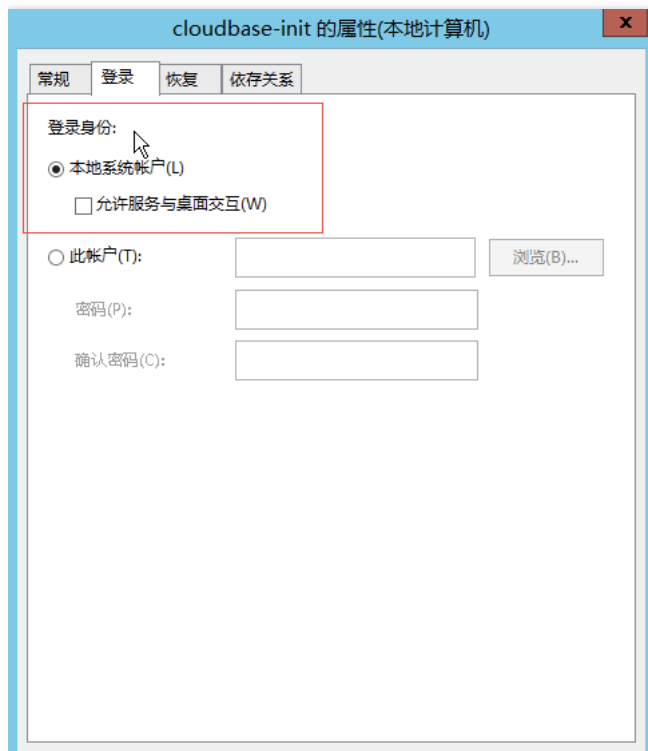 cloudbase-init 的属性(本地计算机)
x
常规 登录 恢复 依存关系
登录身份:
本地系统帐户(L)
允许服务与桌面交互(W)
此帐户(T): 浏览(B)...
密码(P):
确认密码(C):